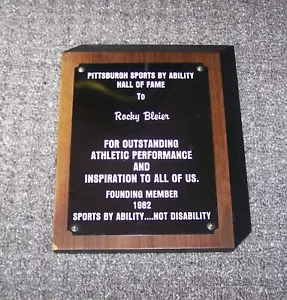 PITTSBURGH SPORTS BY ABILITY
HALL OF FAME
To
Rocky Bleier
FOR OUTSTANDING
ATHLETIC PERFORMANCE
AND
INSPIRATION TO ALL OF US.
FOUNDING MEMBER
1982
SPORTS BY ABILITY....NOT DISABILITY